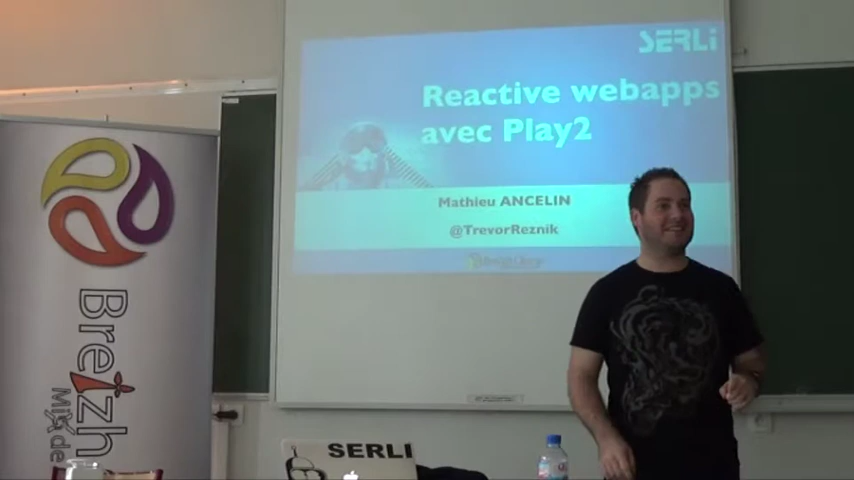 SERLI
Reactive webapps
avec Play2
Mathieu ANCELIN
@TrevorReznik
Breizh
SERLI